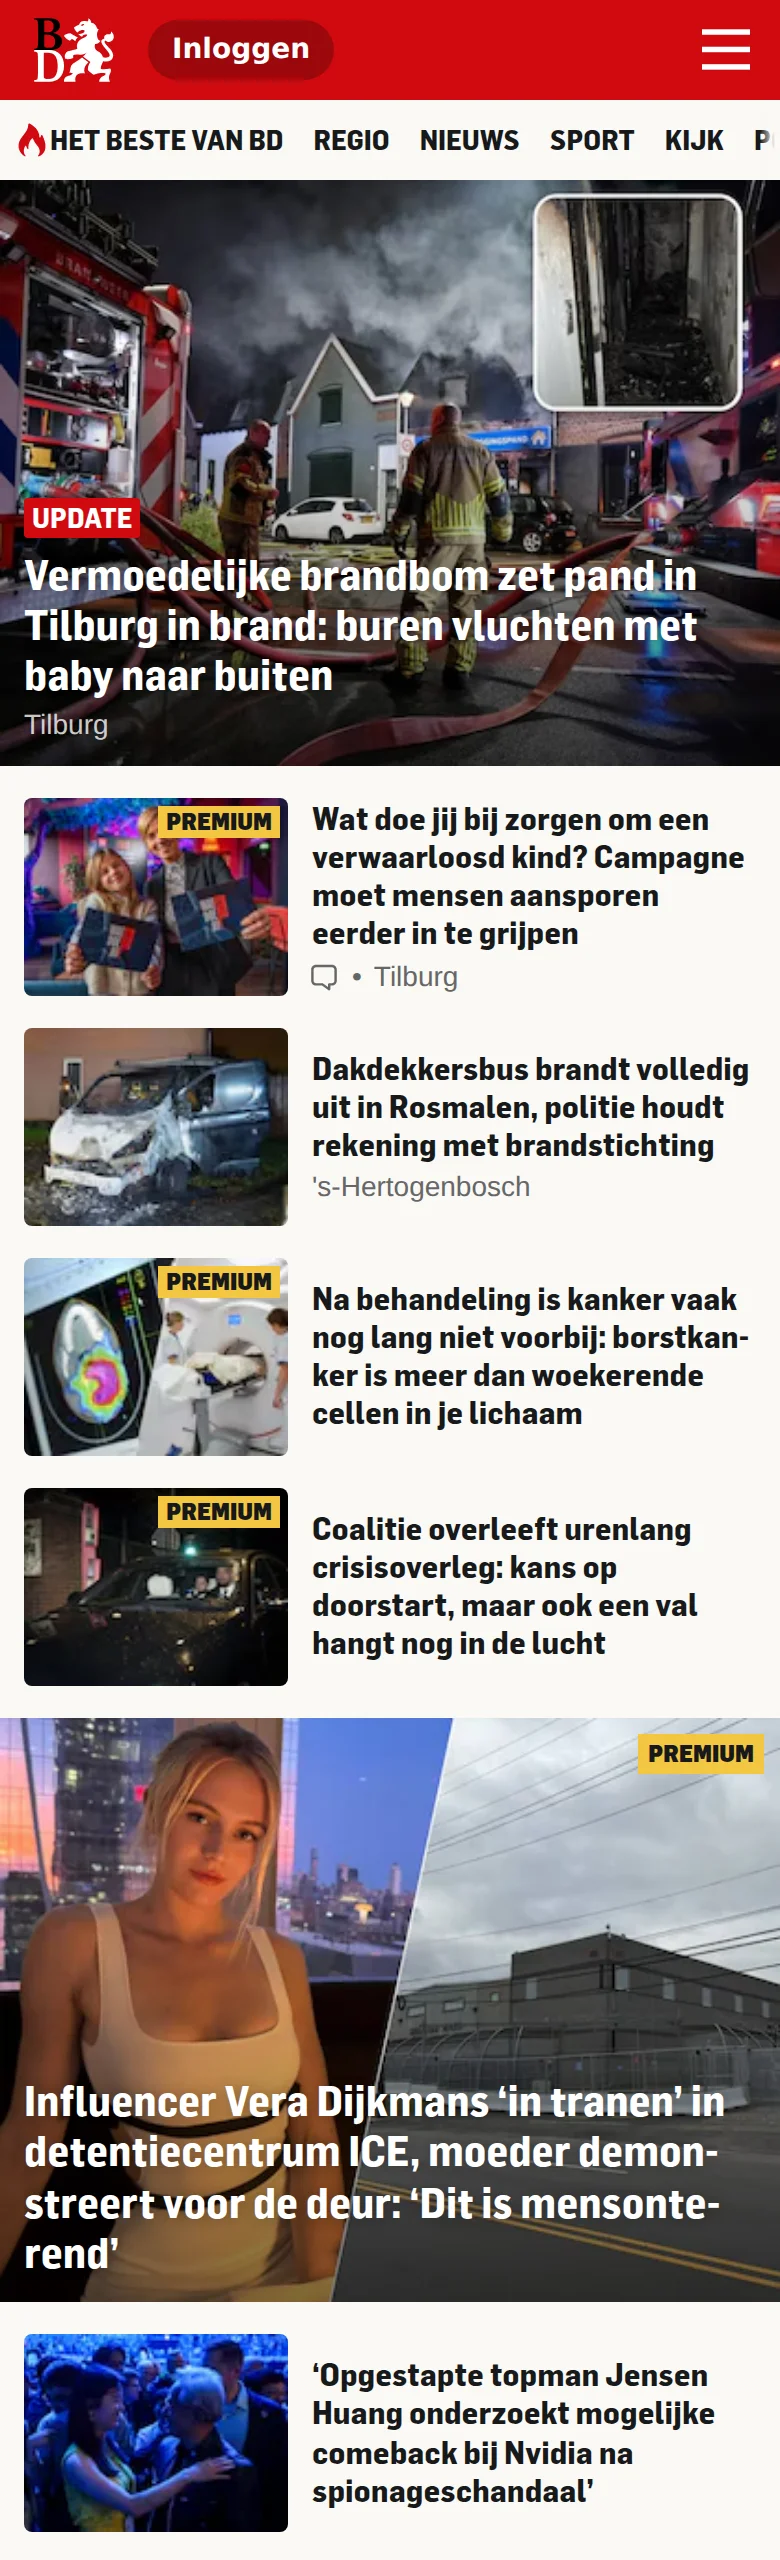 BD
Inloggen
HET BESTE VAN BD REGIO NIEUWS SPORT KIJK
BRANDWEER
UPDATE
Vermoedelijke brandbom zet pand in
Tilburg in brand: buren vluchten met
baby naar buiten
Tilburg
PREMIUM
Wat doe jij bij zorgen om een
verwaarloosd kind? Campagne
moet mensen aansporen
eerder in te grijpen
• Tilburg
Dakdekkersbus brandt volledig
uit in Rosmalen, politie houdt
rekening met brandstichting
's-Hertogenbosch
PREMIUM
Na behandeling is kanker vaak
nog lang niet voorbij: borstkan-
ker is meer dan woekerende
cellen in je lichaam
PREMIUM
Coalitie overleeft urenlang
crisisoverleg: kans op
doorstart, maar ook een val
hangt nog in de lucht
PREMIUM
Influencer Vera Dijkmans ‘in tranen’ in
detentiecentrum ICE, moeder demon-
streert voor de deur: ‘Dit is mensonte-
rend’
‘Opgestapte topman Jensen
Huang onderzoekt mogelijke
comeback bij Nvidia na
spionageschandaal’